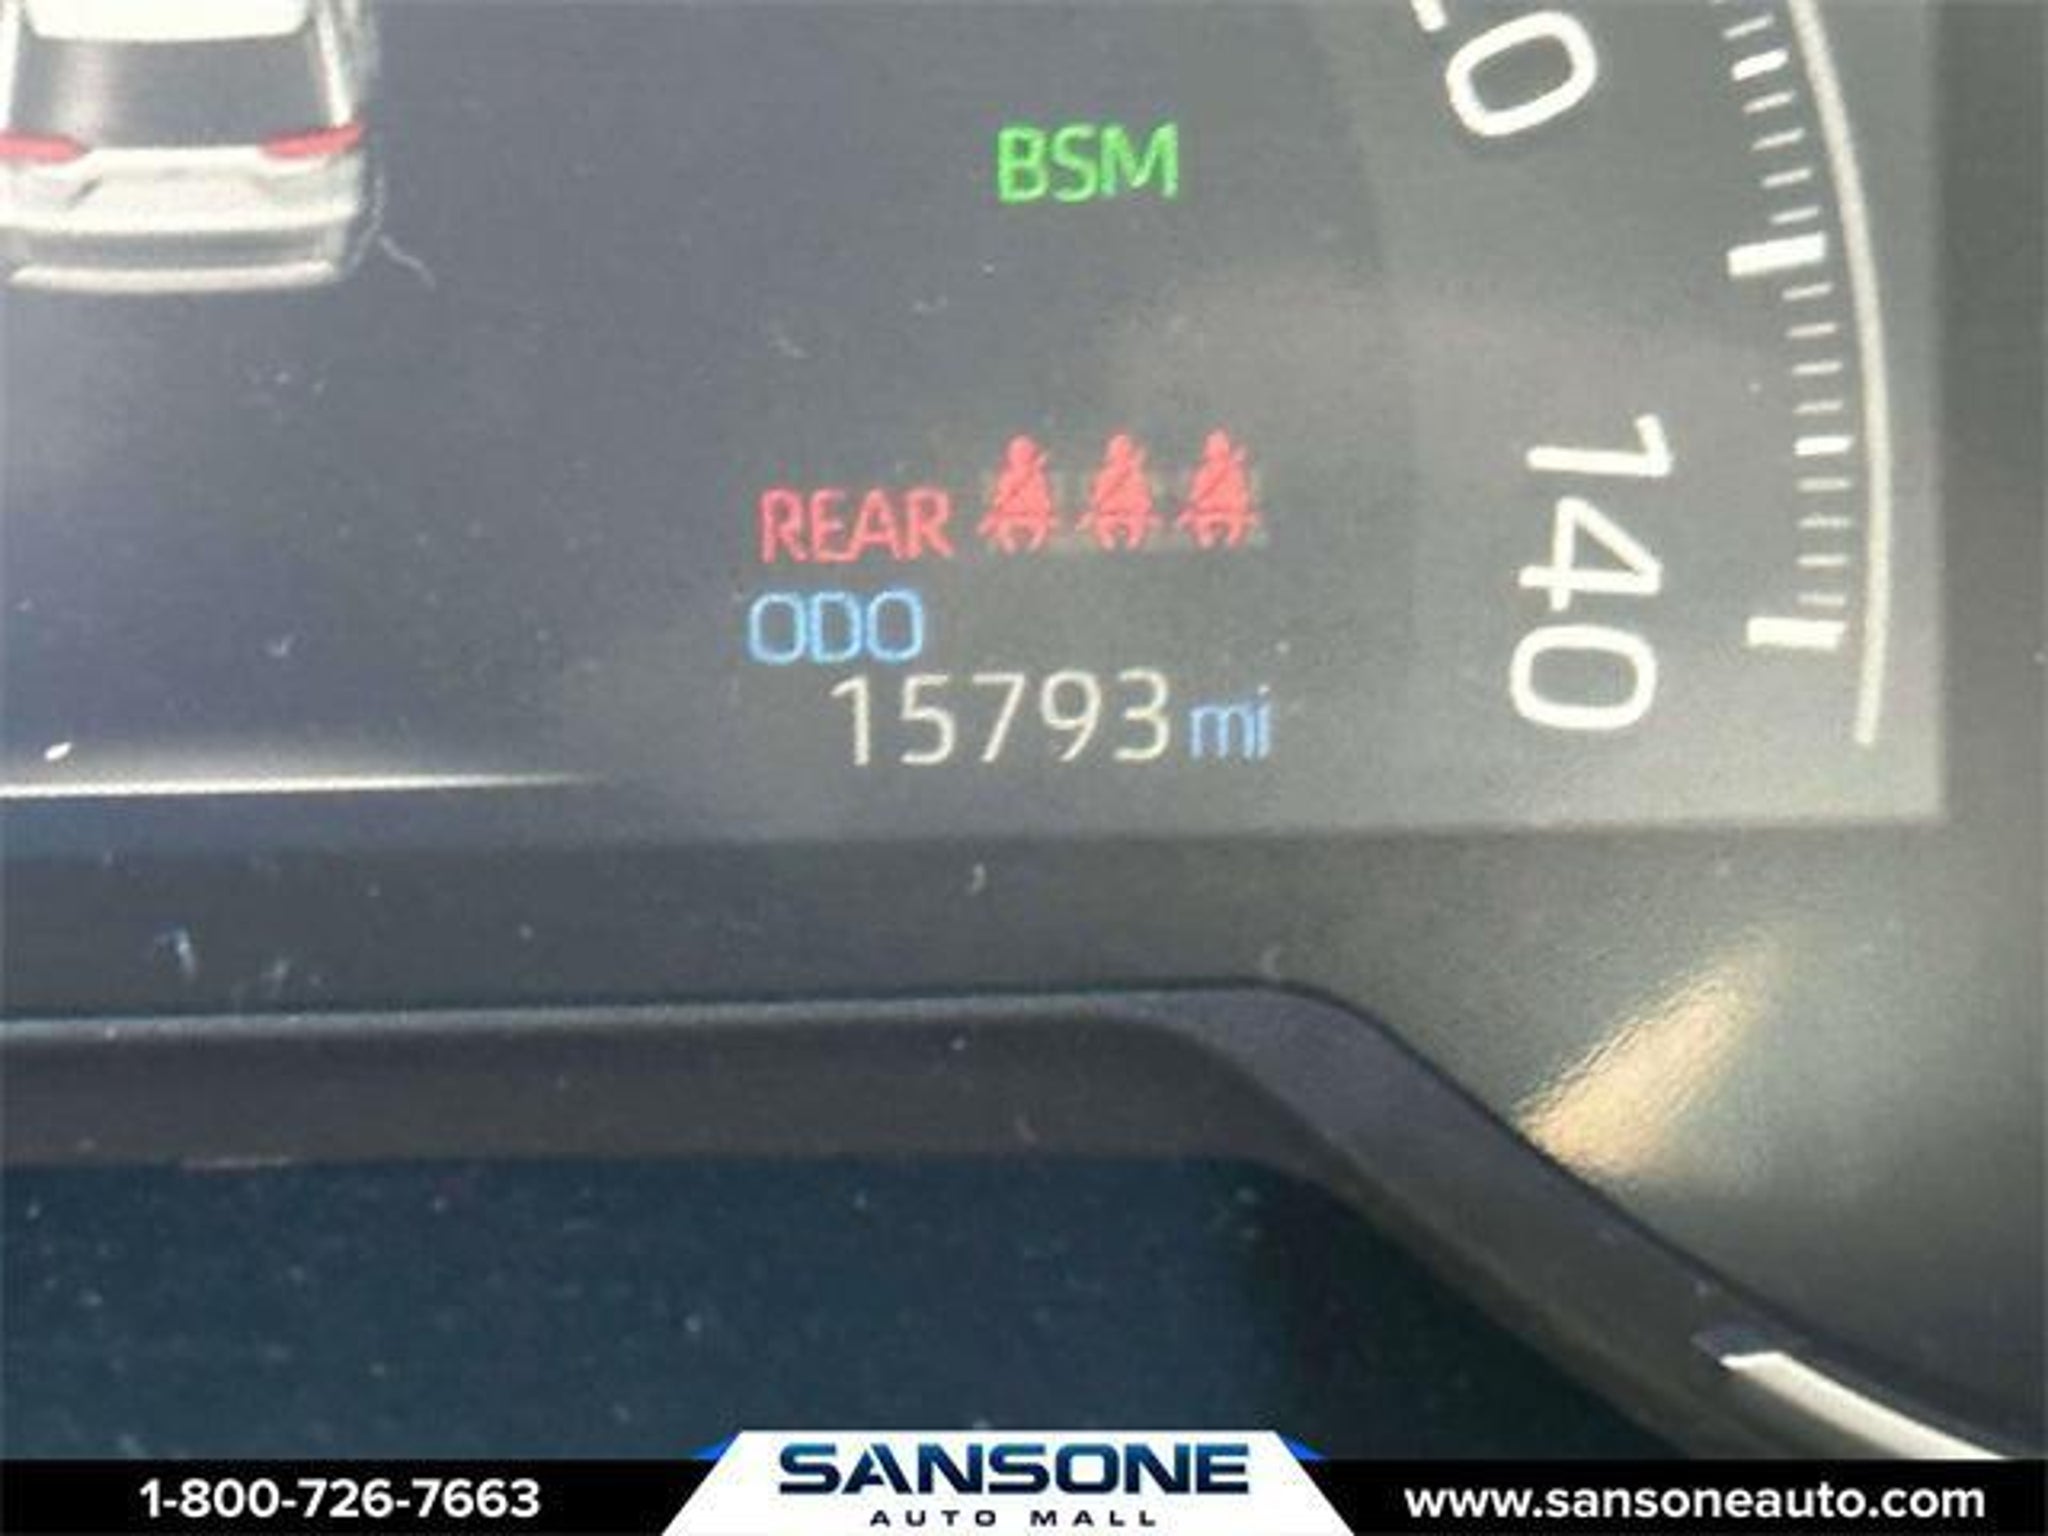 BSM
REAR
ODO
15793 mi
140
1-800-726-7663
SANSONE
AUTO MALL
www.sansoneauto.com